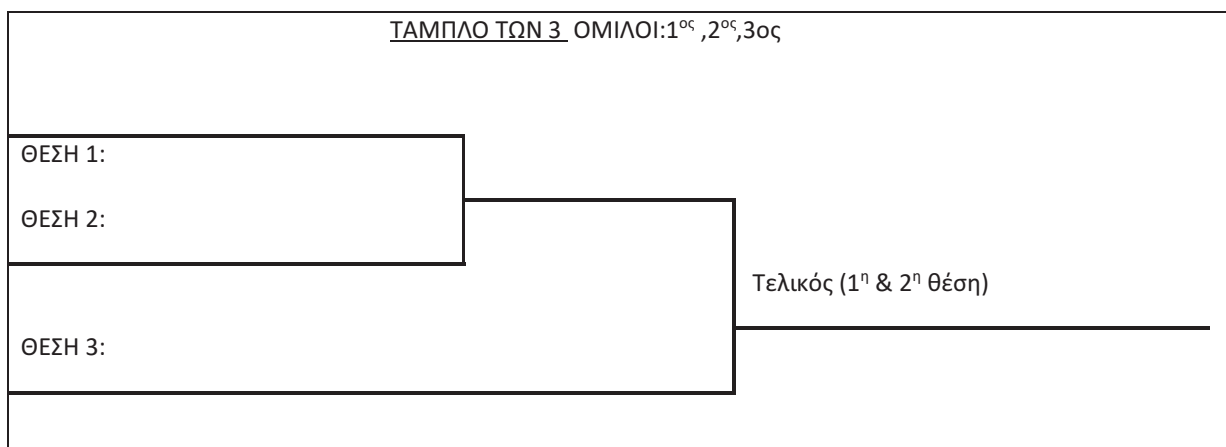 ΤΑΜΠΛΟ ΤΩΝ 3 ΟΜΙΛΟΙ:1ος ,2ος,3ος
ΘΕΣΗ 1:
ΘΕΣΗ 2:
Τελικός (1η & 2η θέση)
ΘΕΣΗ 3: